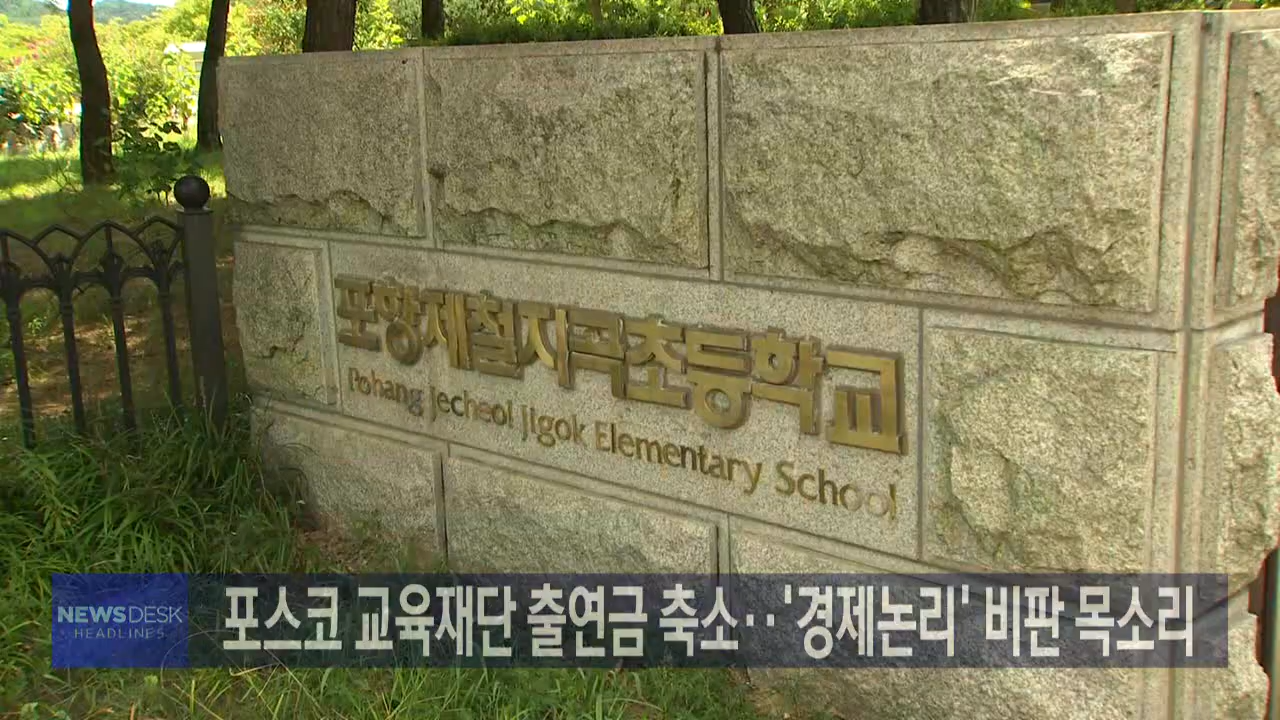 포항제철지곡초등학교
Pohang Jecheol Jigok Elementary School
NEWSDESK
HEADLINES
포스코 교육재단 출연금 축소‥ '경제논리' 비판 목소리